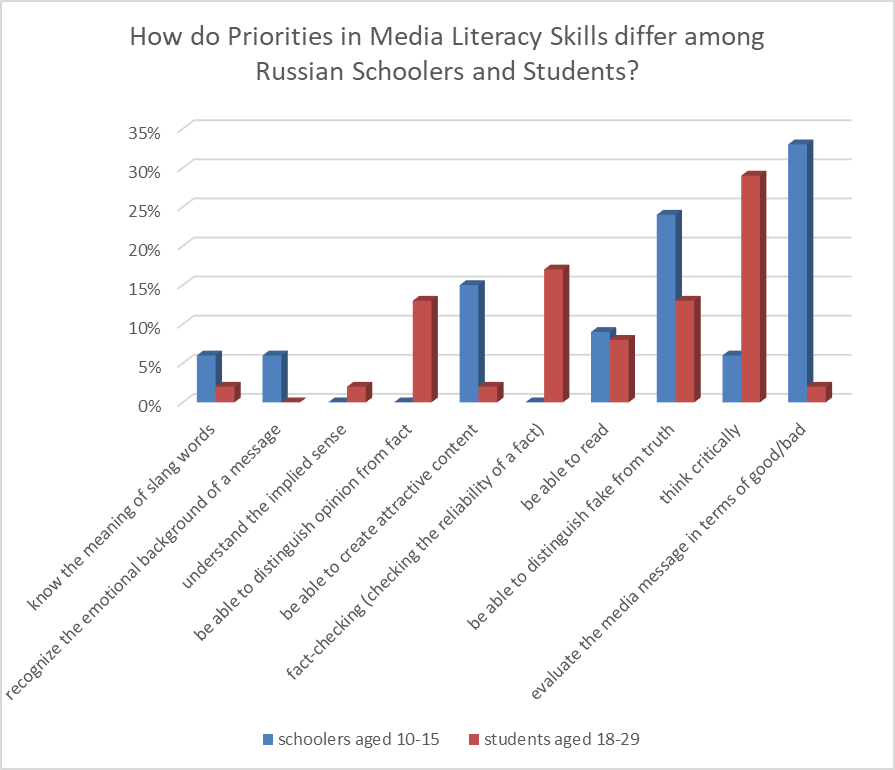 How do Priorities in Media Literacy Skills differ among
Russian Schoolers and Students?
35%
30%
25%
20%
15%
10%
5%
0%
know the meaning of slang words
recognize the emotional background of a message
understand the implied sense
be able to distinguish opinion from fact
be able to create attractive content
fact-checking (checking the reliability of a fact)
be able to read
be able to distinguish fake from truth
think critically
evaluate the media message in terms of good/bad
schoolers aged 10-15
students aged 18-29